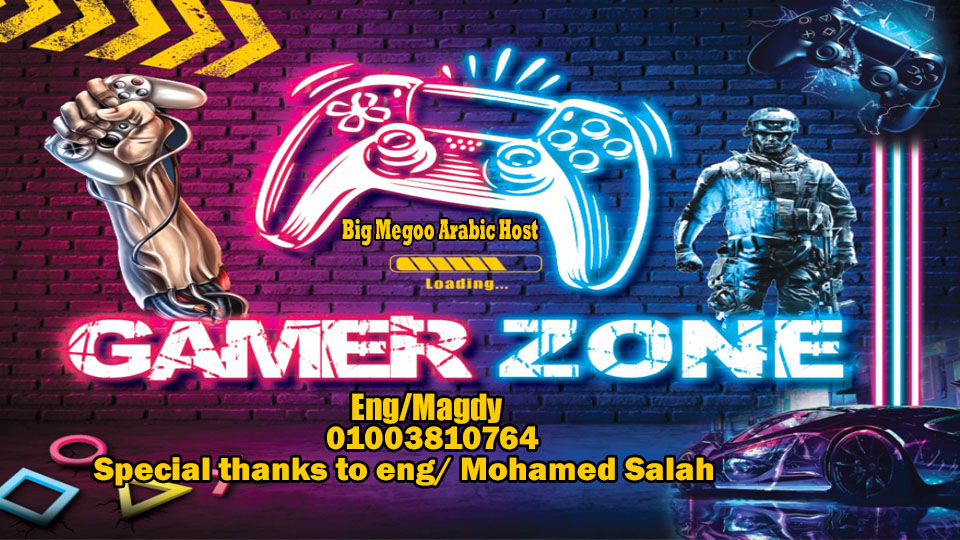 Big Megoo Arabic Host
Loading...
GAMER ZONE
Eng/Magdy
01003810764
Special thanks to eng/ Mohamed Salah